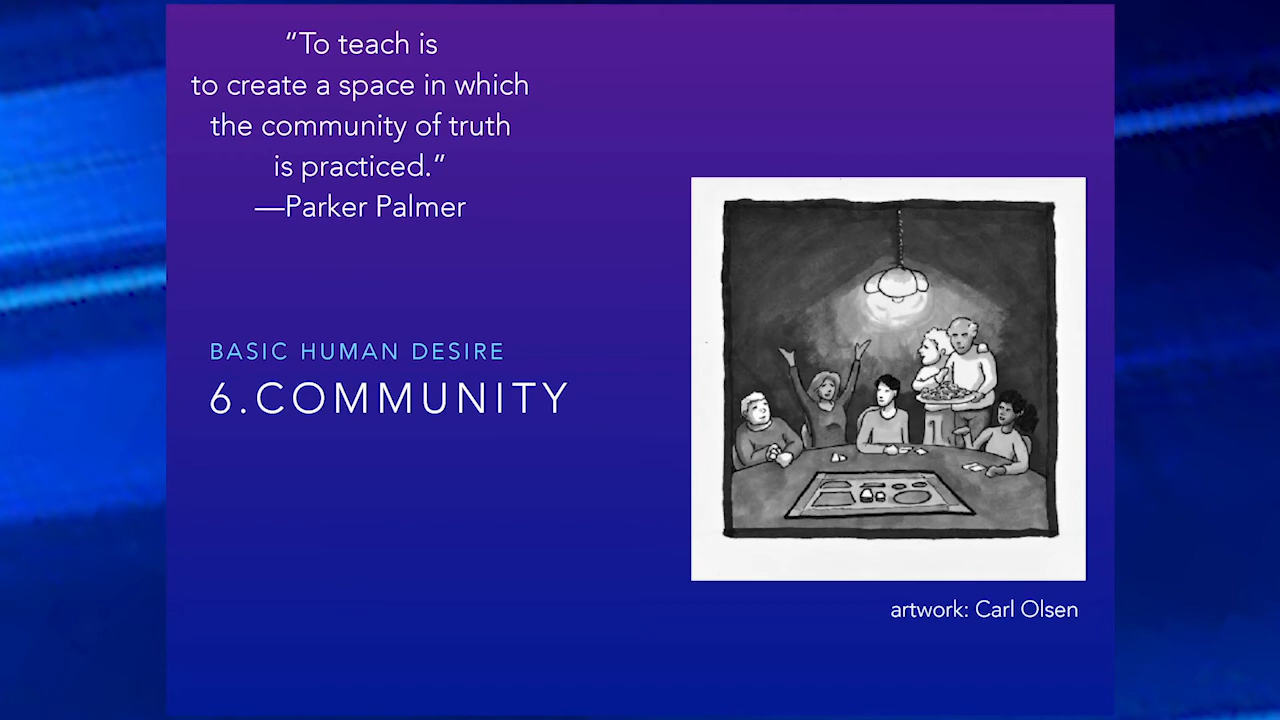 “To teach is
to create a space in which
the community of truth
is practiced.”
—Parker Palmer
BASIC HUMAN DESIRE
6.COMMUNITY
artwork: Carl Olsen